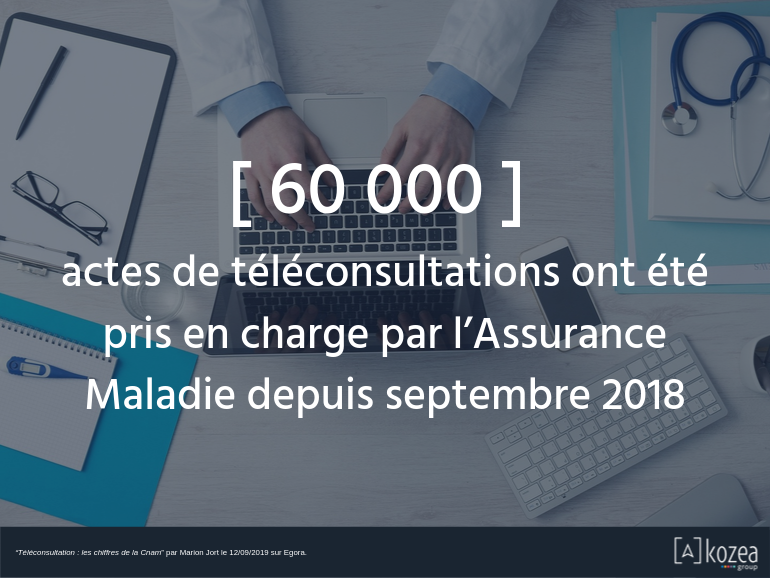 [ 60 000 ]
actes de téléconsultations ont été
pris en charge par l’Assurance
Maladie depuis septembre 2018
"Téléconsultation : les chiffres de la Cnam" par Marion Jort le 12/09/2019 sur Egora.
[A]kozea
group